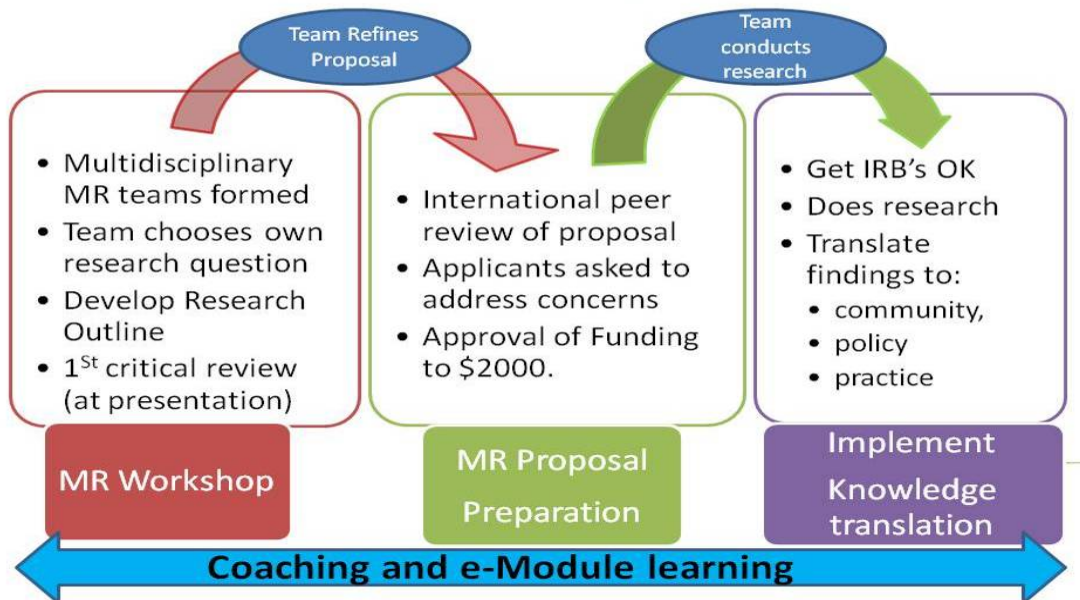 Team Refines
Proposal
Team
conducts
research
• Multidisciplinary
MR teams formed
• Team chooses own
research question
• Develop Research
Outline
• 1St critical review
(at presentation)
MR Workshop
• International peer
review of proposal
• Applicants asked to
address concerns
• Approval of Funding
to $2000.
MR Proposal
Preparation
• Get IRB’s OK
• Does research
• Translate
findings to:
• community,
• policy
• practice
Implement
Knowledge
translation
Coaching and e-Module learning